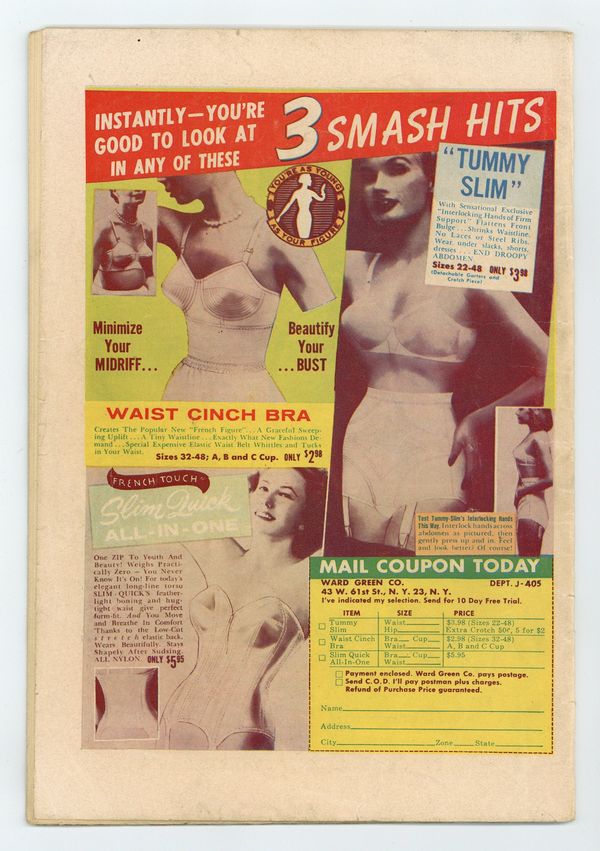 INSTANTLY—YOU'RE
GOOD TO LOOK AT
IN ANY OF THESE
3 SMASH HITS
YOU'RE AS YOUNG
AS YOUR FIGURE
"TUMMY
SLIM"
With Sensational Exclusive
"Interlocking Hands of Firm
Support" Flattens Front
Bulge . . . Shrinks Waistline.
No Laces or Steel Ribs.
Wear under slacks, shorts,
dresses . . . END DROOPY
ABDOMEN.
Sizes 22-48 ONLY $3.98
(Detachable Garters and
Crotch Piece)
Minimize
Your
MIDRIFF...
Beautify
Your
...BUST
WAIST CINCH BRA
Creates The Popular New "French Figure". . . A Graceful Sweep-
ing Uplift . . . A Tiny Waistline . . . Exactly What New Fashions De-
mand . . . Special Expensive Elastic Waist Belt Whittles and Tucks
in Your Waist. Sizes 32-48; A, B and C Cup. ONLY $2.98
FRENCH TOUCH
Slim Quick
ALL-IN-ONE
One ZIP To Youth And
Beauty! Weighs Practi-
cally Zero — You Never
Know It's On! For today's
elegant long-line torso
SLIM-QUICK'S feather-
light boning and hug-
tight waist give perfect
form-fit. And You Move
and Breathe In Comfort
Thanks to the Low-Cut
stretch elastic back.
Wears Beautifully. Stays
Shapely After Sudsing.
ALL NYLON. ONLY $5.95
Test Tummy-Slim's Interlocking Hands
This Way. Interlock hands across
abdomen as pictured, then
gently press up and in. Feel
and look better? Of course!
MAIL COUPON TODAY
WARD GREEN CO. DEPT. J-405
43 W. 61st St., N. Y. 23, N. Y.
I've indicated my selection. Send for 10 Day Free Trial.
ITEM SIZE PRICE
Tummy Waist $3.98 (Sizes 22-48)
Slim Hip Extra Crotch 50¢, 5 for $2
Waist Cinch Bra Cup $2.98 (Sizes 32-48)
Bra Waist A, B and C Cup
Slim Quick Bra Cup $5.95
All-In-One Waist
Payment enclosed. Ward Green Co. pays postage.
Send C.O.D. I'll pay postman plus charges.
Refund of Purchase Price guaranteed.
Name
Address
City Zone State